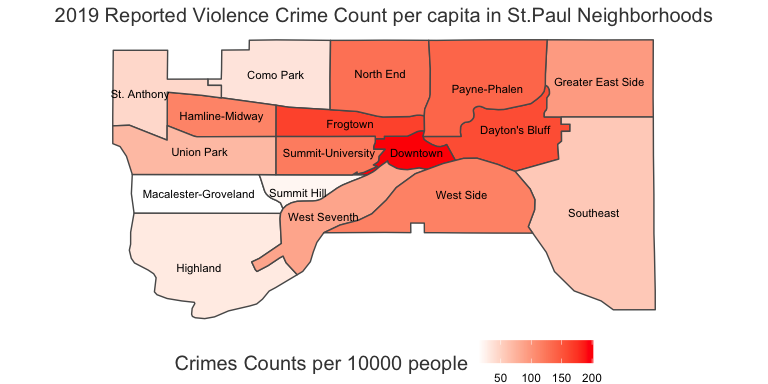 2019 Reported Violence Crime Count per capita in St.Paul Neighborhoods
Como Park
North End
Payne-Phalen
Greater East Side
St. Anthony
Hamline-Midway
Frogtown
Dayton's Bluff
Union Park
Summit-University
Downtown
Macalester-Groveland
Summit Hill
West Side
West Seventh
Southeast
Highland
Crimes Counts per 10000 people
50 100 150 200